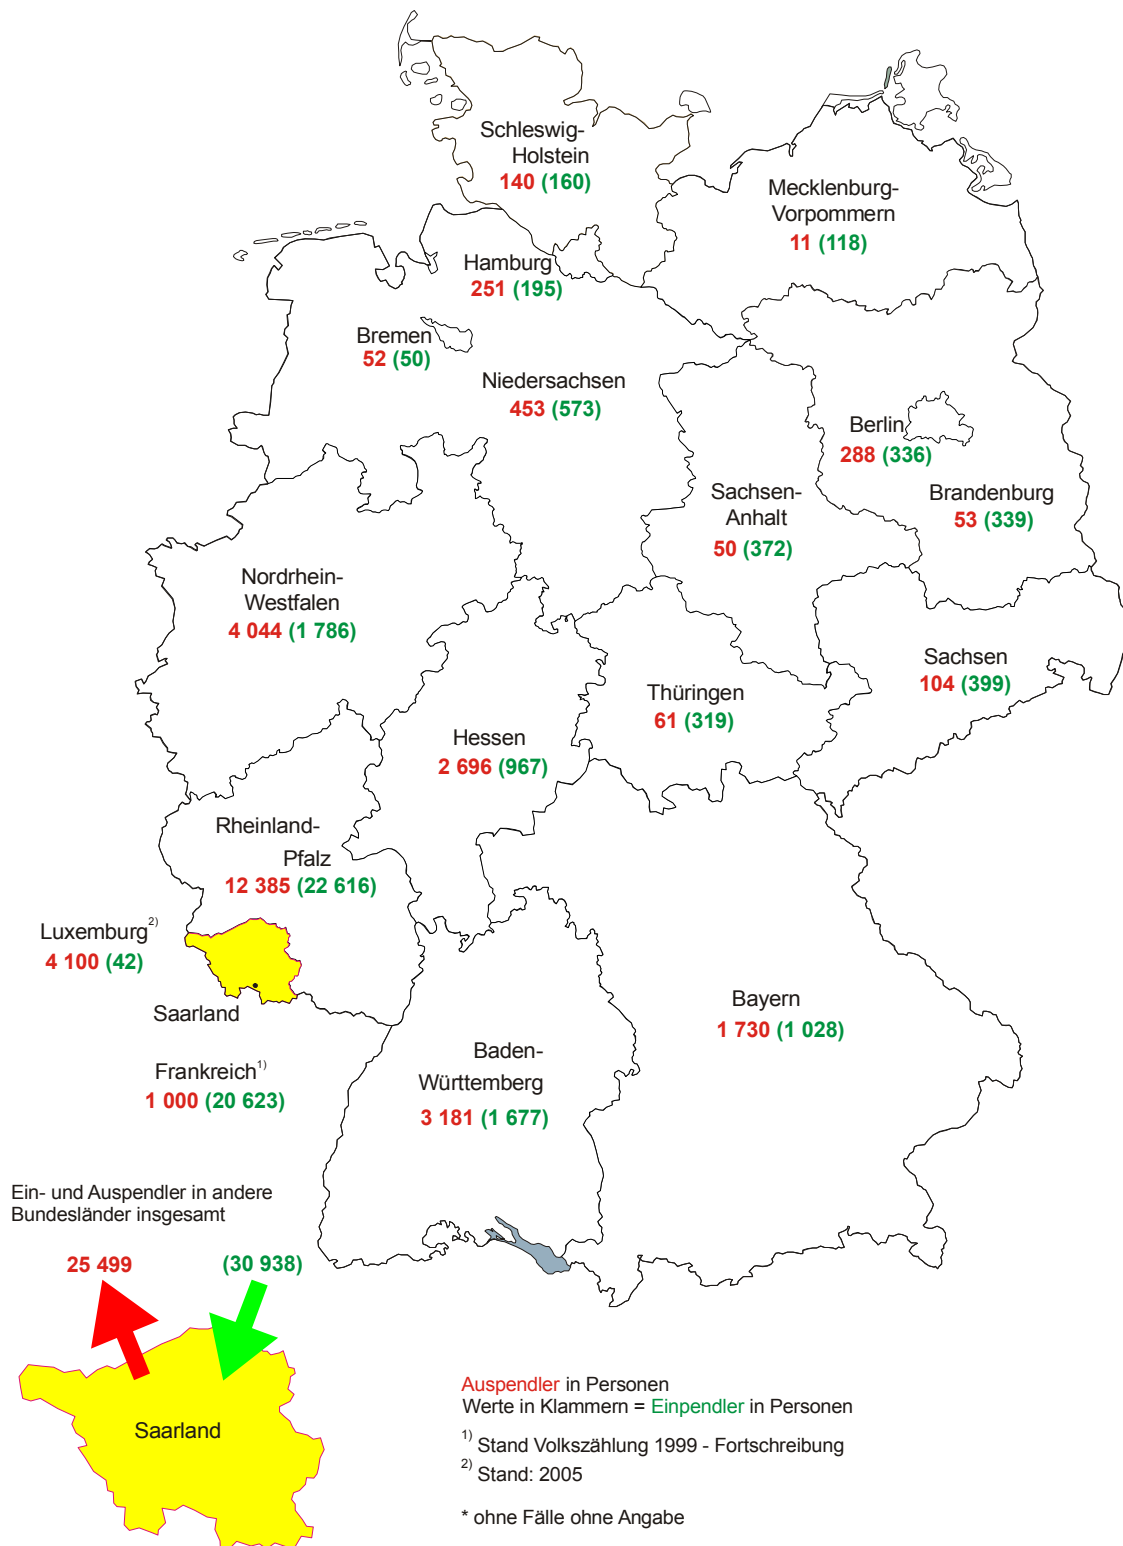 Schleswig-
Holstein
140 (160)
Mecklenburg-
Vorpommern
11 (118)
Hamburg
251 (195)
Bremen
52 (50)
Niedersachsen
453 (573)
Berlin
288 (336)
Brandenburg
53 (339)
Sachsen-
Anhalt
50 (372)
Nordrhein-
Westfalen
4 044 (1 786)
Sachsen
104 (399)
Thüringen
61 (319)
Hessen
2 696 (967)
Rheinland-
Pfalz
12 385 (22 616)
Luxemburg2)
4 100 (42)
Saarland
Bayern
1 730 (1 028)
Baden-
Württemberg
3 181 (1 677)
Frankreich1)
1 000 (20 623)
Ein- und Auspendler in andere
Bundesländer insgesamt
25 499 (30 938)
Saarland
Auspendler in Personen
Werte in Klammern = Einpendler in Personen
1) Stand Volkszählung 1999 - Fortschreibung
2) Stand: 2005
* ohne Fälle ohne Angabe